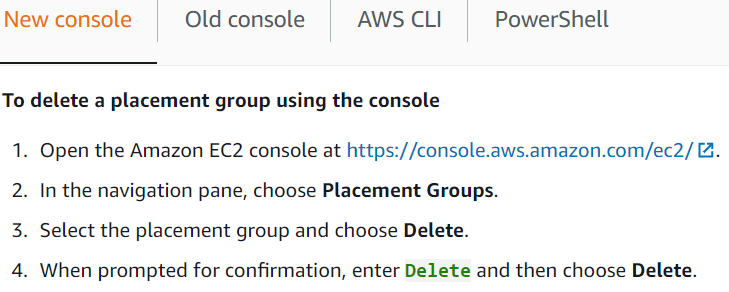 New console Old console AWS CLI PowerShell
To delete a placement group using the console
1. Open the Amazon EC2 console at https://console.aws.amazon.com/ec2/.
2. In the navigation pane, choose Placement Groups.
3. Select the placement group and choose Delete.
4. When prompted for confirmation, enter Delete and then choose Delete.